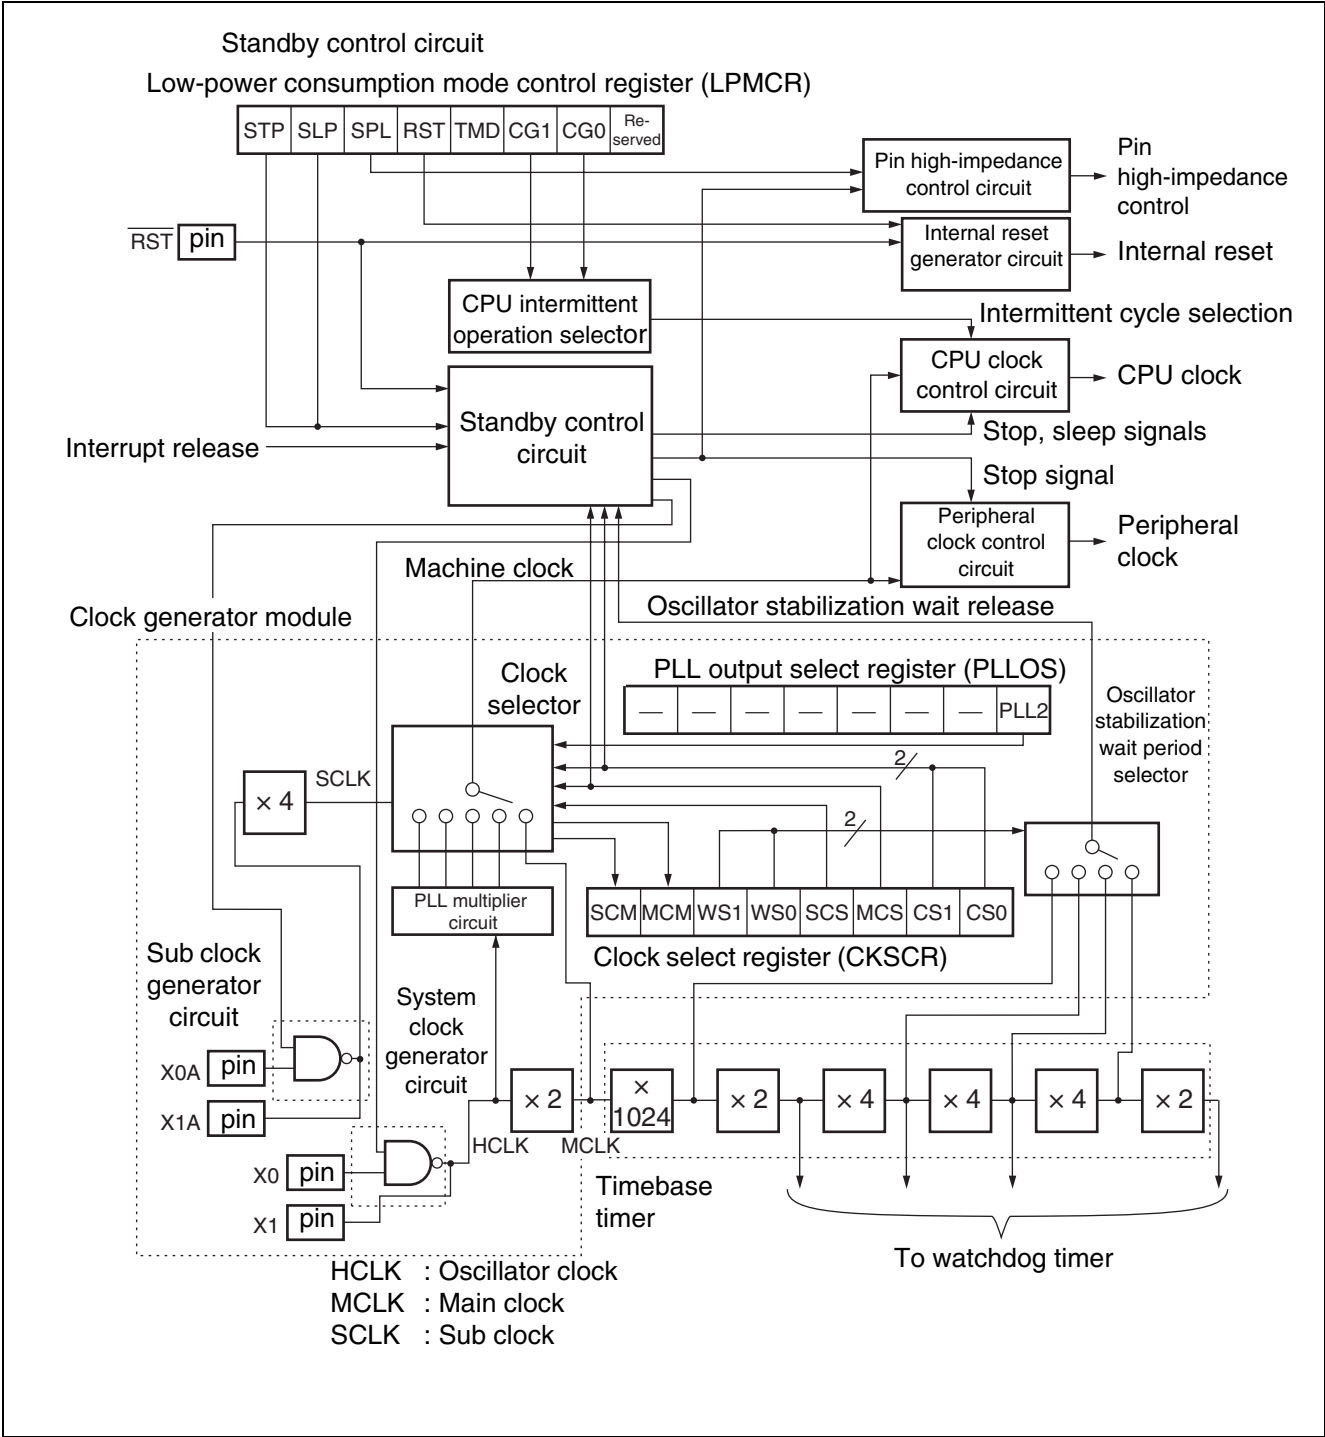 Standby control circuit
Low-power consumption mode control register (LPMCR)
STP SLP SPL RST TMD CG1 CG0 Re-
served
Pin high-impedance
control circuit
Pin
high-impedance
control
RST pin
Internal reset
generator circuit
Internal reset
CPU intermittent
operation selector
Intermittent cycle selection
CPU clock
control circuit
CPU clock
Standby control
circuit
Interrupt release
Stop, sleep signals
Stop signal
Peripheral
clock control
circuit
Peripheral
clock
Machine clock
Clock generator module
Oscillator stabilization wait release
Clock
selector
PLL output select register (PLLOS)
— — — — — — — PLL2
Oscillator
stabilization
wait period
selector
2
SCLK
× 4
2
PLL multiplier
circuit
SCM MCM WS1 WS0 SCS MCS CS1 CS0
Clock select register (CKSCR)
Sub clock
generator
circuit
System
clock
generator
circuit
X0A pin
X1A pin
× 2
×
1024
× 2
× 4
× 4
× 4
× 2
HCLK
MCLK
X0 pin
X1 pin
Timebase
timer
To watchdog timer
HCLK : Oscillator clock
MCLK : Main clock
SCLK : Sub clock